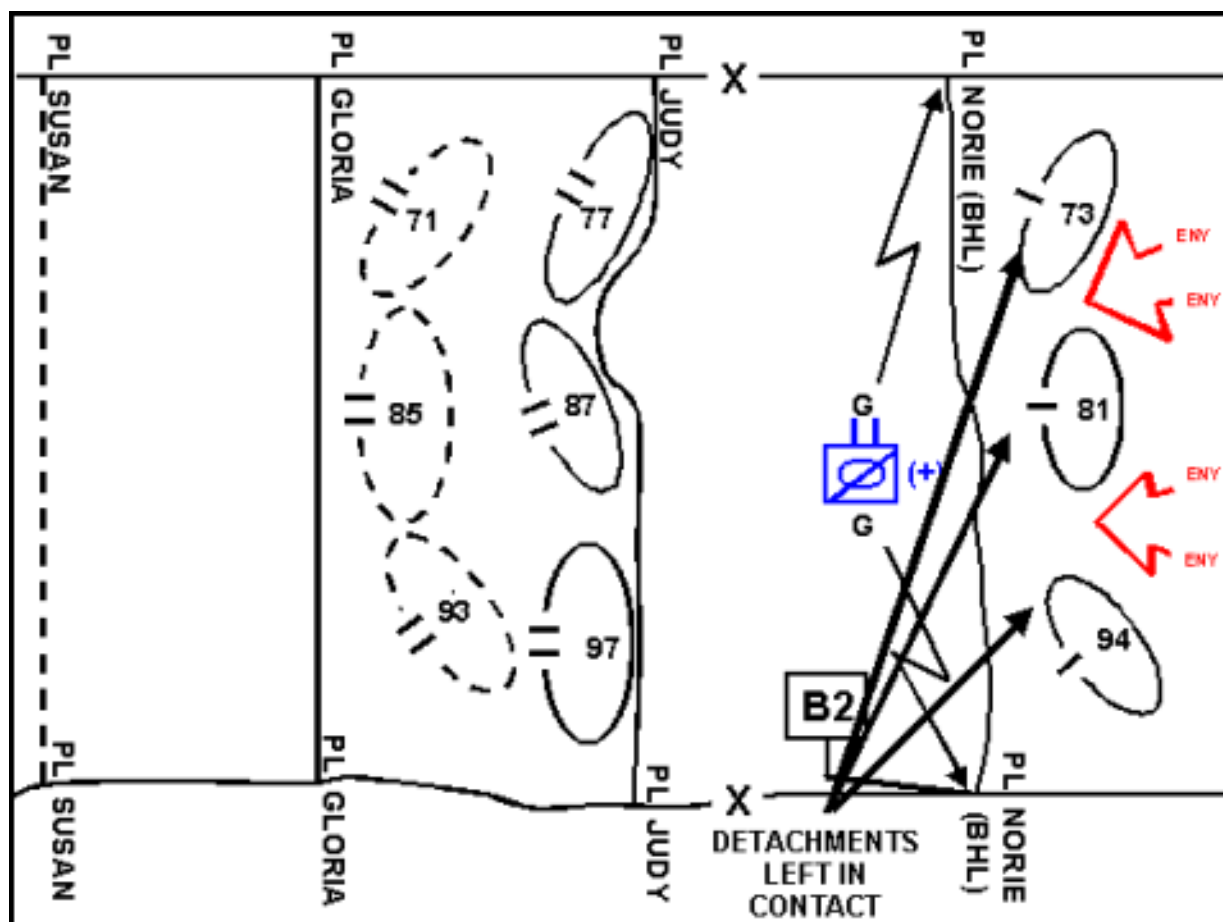 PL SUSAN
PL GLORIA
PL JUDY
X
PL NORIE (BHL)
71
77
73
ENY
ENY
85
87
G
(+)
G
81
ENY
ENY
93
97
94
B2
X
PL SUSAN
PL GLORIA
PL JUDY
PL NORIE
(BHL)
DETACHMENTS
LEFT IN
CONTACT